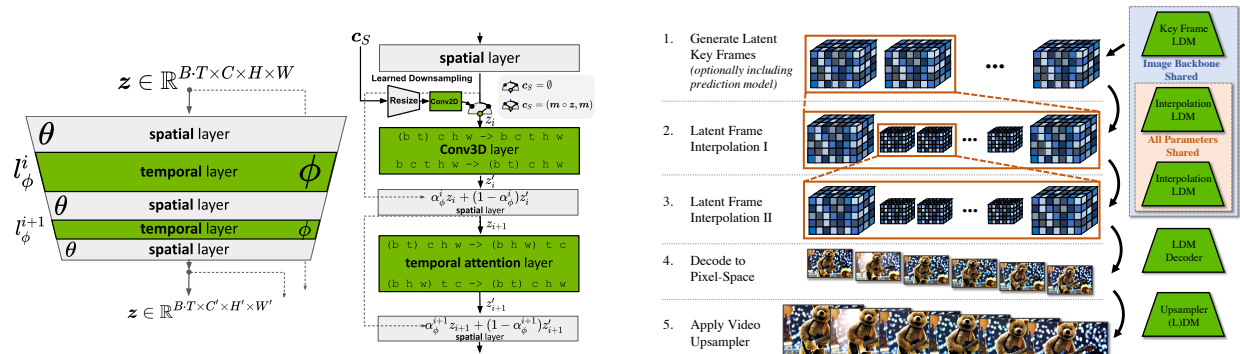 z ∈ ℝ^{B·T×C×H×W}
θ
spatial layer
l_ϕ^i
temporal layer
ϕ
θ
spatial layer
l_ϕ^{i+1}
temporal layer
ϕ
θ
spatial layer
z ∈ ℝ^{B·T×C'×H'×W'}
c_S
spatial layer
Learned Downsampling
Resize
Conv2D
c_S = ∅
c_S = (m ∘ z, m)
z_i
(b t) c h w -> b c t h w
Conv3D layer
b c t h w -> (b t) c h w
z'_i
α_ϕ^i z_i + (1 − α_ϕ^i) z'_i
spatial layer
z_{i+1}
(b t) c h w -> (b h w) t c
temporal attention layer
(b h w) t c -> (b t) c h w
z'_{i+1}
α_ϕ^{i+1} z_{i+1} + (1 − α_ϕ^{i+1}) z'_{i+1}
spatial layer
1. Generate Latent
Key Frames
(optionally including
prediction model)
...
2. Latent Frame
Interpolation I
...
3. Latent Frame
Interpolation II
...
4. Decode to
Pixel-Space
5. Apply Video
Upsampler
Key Frame
LDM
Image Backbone
Shared
Interpolation
LDM
All Parameters
Shared
Interpolation
LDM
LDM
Decoder
Upsampler
(L)DM